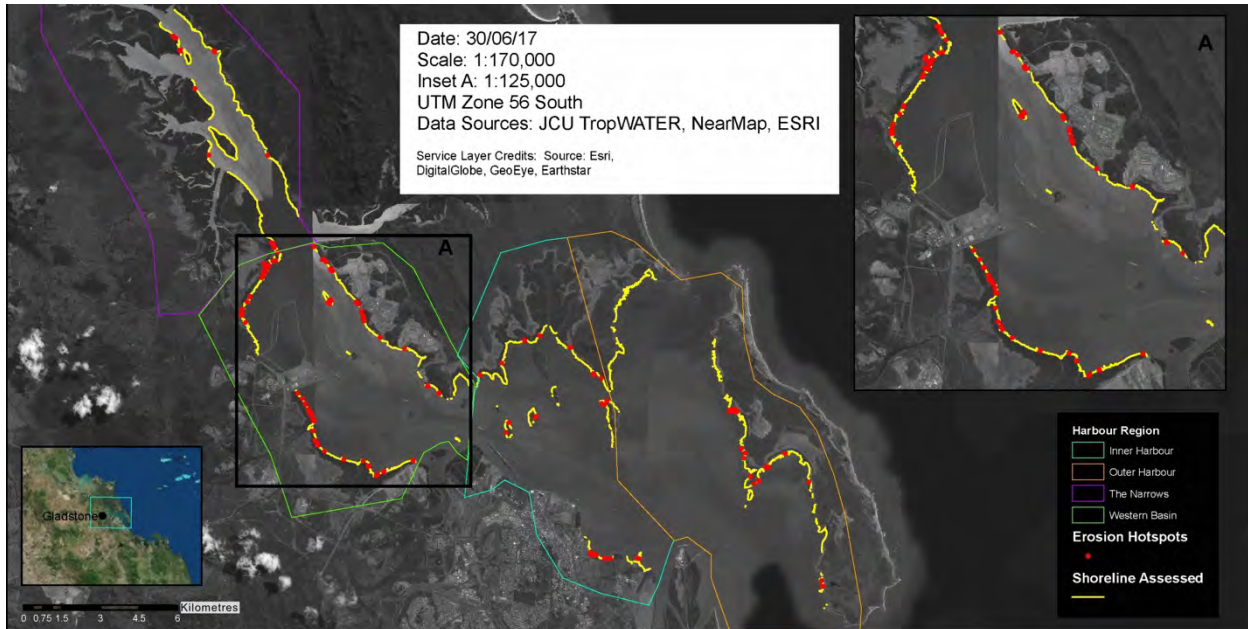 Date: 30/06/17
Scale: 1:170,000
Inset A: 1:125,000
UTM Zone 56 South
Data Sources: JCU TropWATER, NearMap, ESRI
Service Layer Credits: Source: Esri,
DigitalGlobe, GeoEye, Earthstar
A
A
Harbour Region
Inner Harbour
Outer Harbour
The Narrows
Western Basin
Erosion Hotspots
Shoreline Assessed
Gladstone
Kilometres
0 0.75 1.5 3 4.5 6